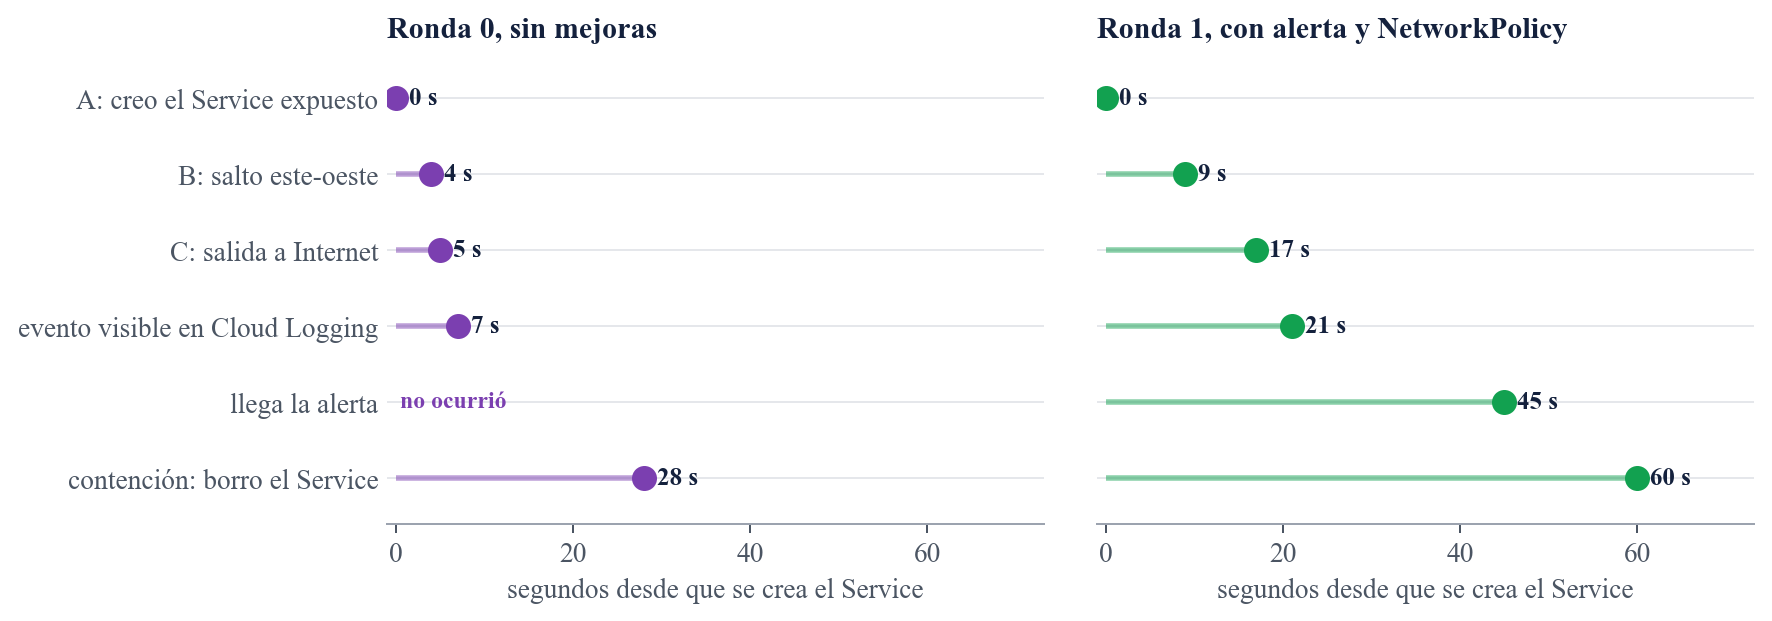 Ronda 0, sin mejoras
Ronda 1, con alerta y NetworkPolicy
A: creo el Service expuesto
0 s
0 s
B: salto este-oeste
4 s
9 s
C: salida a Internet
5 s
17 s
evento visible en Cloud Logging
7 s
21 s
llega la alerta
no ocurrió
45 s
contención: borro el Service
28 s
60 s
0 20 40 60
0 20 40 60
segundos desde que se crea el Service
segundos desde que se crea el Service